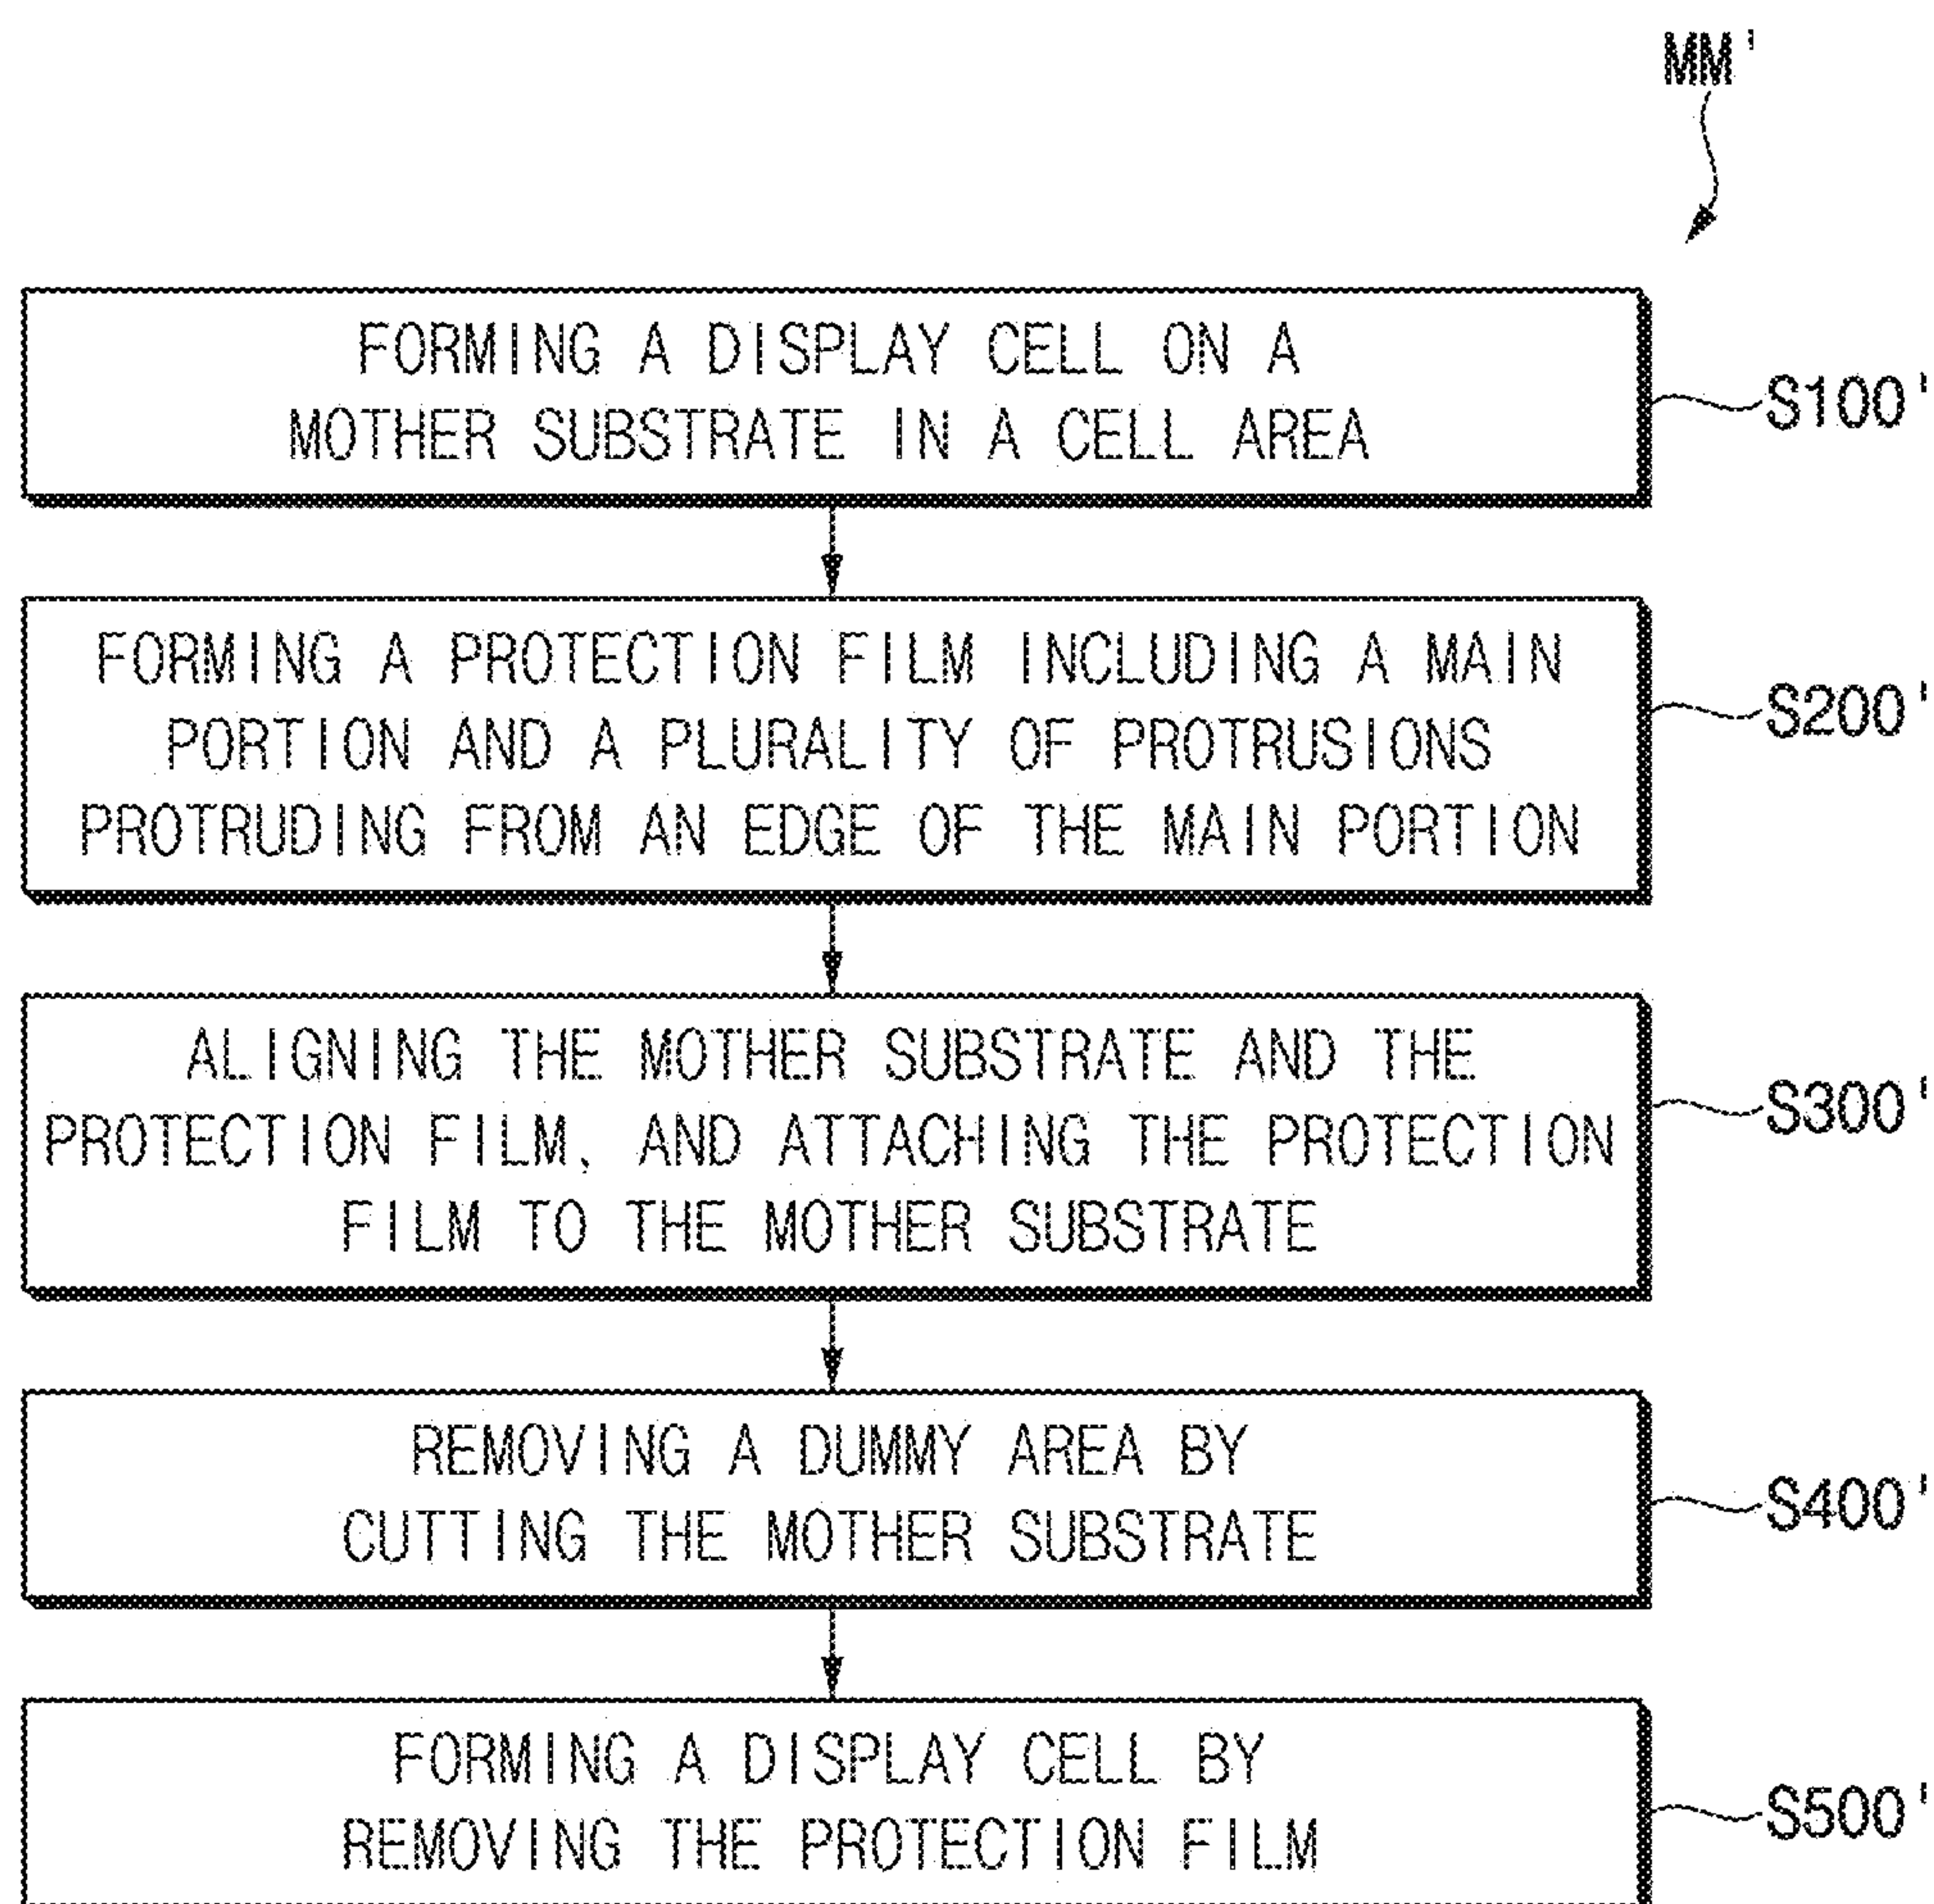 MM'
FORMING A DISPLAY CELL ON A
MOTHER SUBSTRATE IN A CELL AREA
S100'
FORMING A PROTECTION FILM INCLUDING A MAIN
PORTION AND A PLURALITY OF PROTRUSIONS
PROTRUDING FROM AN EDGE OF THE MAIN PORTION
S200'
ALIGNING THE MOTHER SUBSTRATE AND THE
PROTECTION FILM, AND ATTACHING THE PROTECTION
FILM TO THE MOTHER SUBSTRATE
S300'
REMOVING A DUMMY AREA BY
CUTTING THE MOTHER SUBSTRATE
S400'
FORMING A DISPLAY CELL BY
REMOVING THE PROTECTION FILM
S500'